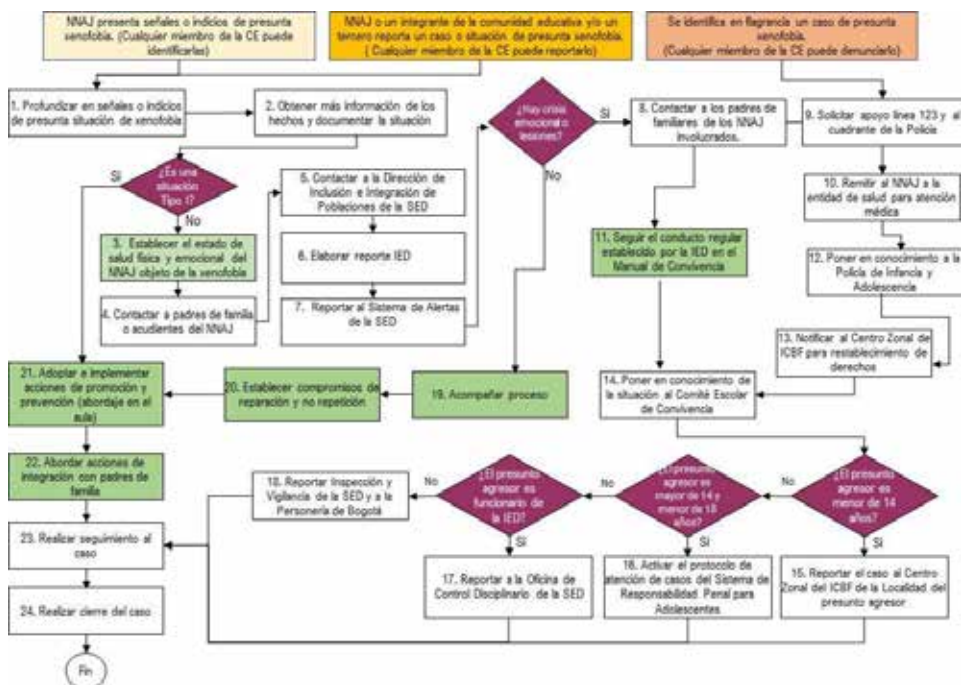 NNAJ presenta señales o indicios de presunta
xenofobia. (Cualquier miembro de la CE puede
identificarlas)
NNAJ o un integrante de la comunidad educativa y/o un
ternero reporta un caso o situación de presunta xenofobia.
( Cualquier miembro de la CE puede reportarlo)
Se identifica en flagrancia un caso de presunta
xenofobia.
(Cualquier miembro de la CE puede denunciarlo)
1. Profundizar en señales o indicios
de presunta situación de xenofobia
2. Obtener más información de los
hechos y documentar la situación
¿Hay crisis
emocional o
lesiones?
Sí
No
8. Contactar a los padres de
familiares de los NNAJ
involucrados.
9. Solicitar apoyo línea 123 y al
cuadrante de la Policía
¿Es una
situación
Tipo I?
Sí
No
5. Contactar a la Dirección de
Inclusión e Integración de
Poblaciones de la SED
10. Remitir al NNAJ a la
entidad de salud para atención
médica
3. Establecer el estado de
salud física y emocional del
NNAJ objeto de la xenofobia
6. Elaborar reporte IED
11. Seguir el conducto regular
establecido por la IED en el
Manual de Convivencia
12. Poner en conocimiento a la
Policía de Infancia y
Adolescencia
4. Contactar a padres de familia
o acudientes del NNAJ
7. Reportar al Sistema de Alertas
de la SED
13. Notificar al Centro Zonal de
ICBF para restablecimiento de
derechos
21. Adoptar e implementar
acciones de promoción y
prevención (abordaje en el
aula)
20. Establecer compromisos de
reparación y no repetición
19. Acompañar proceso
14. Poner en conocimiento de
la situación al Comité Escolar
de Convivencia
22. Abordar acciones de
integración con padres de
familia
18. Reportar Inspección y
Vigilancia de la SED y a la
Personería de Bogotá
No
¿El presunto
agresor es
funcionario de
la IED?
No
¿El presunto
agresor es
mayor de 14 y
menor de 18
años?
No
¿El presunto
agresor es
menor de 14
años?
Sí
Sí
Sí
23. Realizar seguimiento al
caso
17. Reportar a la Oficina de
Control Disciplinario de la SED
16. Activar el protocolo de
atención de casos del Sistema de
Responsabilidad Penal para
Adolescentes
15. Reportar el caso al Centro
Zonal del ICBF de la Localidad del
presunto agresor
24. Realizar cierre del caso
Fin